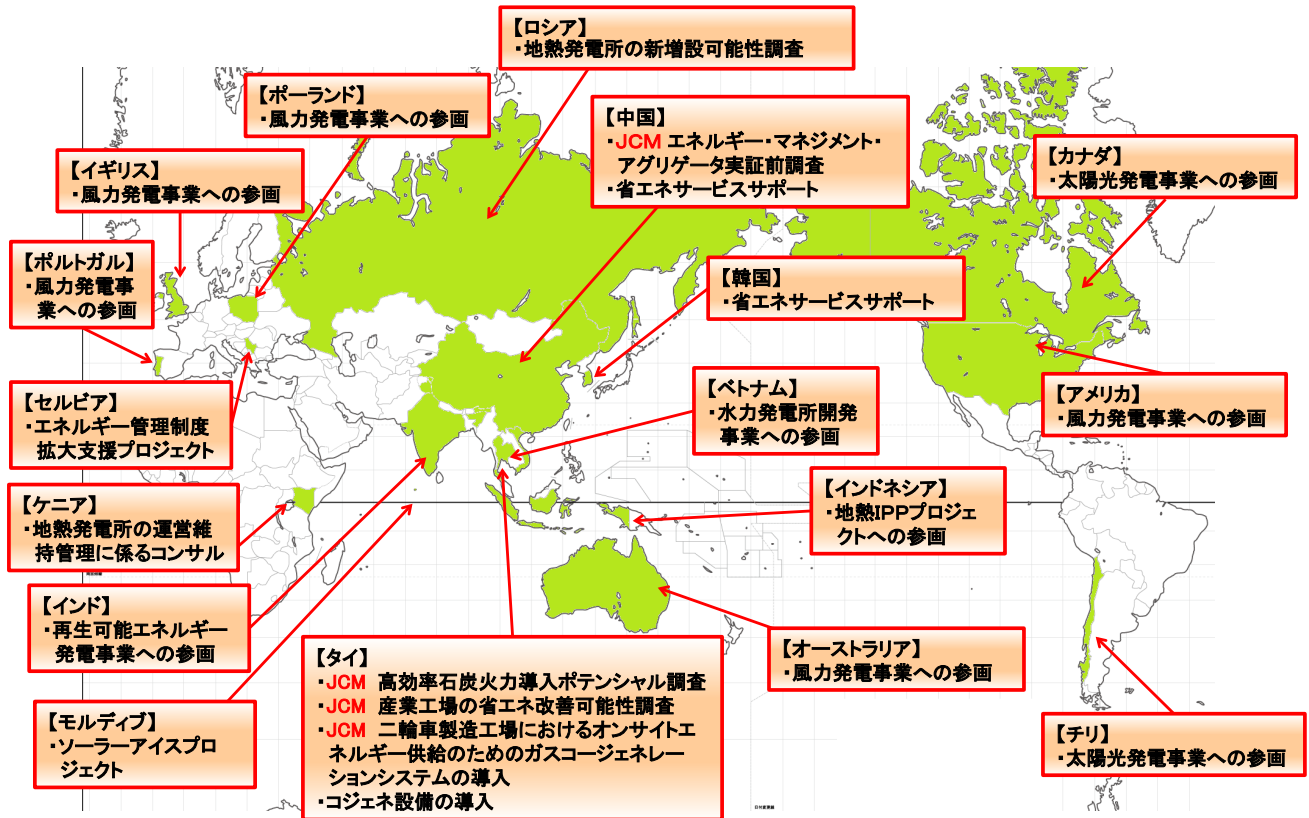 【ロシア】
・地熱発電所の新増設可能性調査
【ポーランド】
・風力発電事業への参画
【中国】
・JCM エネルギー・マネジメント・
アグリゲータ実証前調査
・省エネサービスサポート
【カナダ】
・太陽光発電事業への参画
【イギリス】
・風力発電事業への参画
【ポルトガル】
・風力発電事
業への参画
【韓国】
・省エネサービスサポート
【セルビア】
・エネルギー管理制度
拡大支援プロジェクト
【ベトナム】
・水力発電所開発
事業への参画
【アメリカ】
・風力発電事業への参画
【ケニア】
・地熱発電所の運営維
持管理に係るコンサル
【インドネシア】
・地熱IPPプロジェ
クトへの参画
【インド】
・再生可能エネルギー
発電事業への参画
【タイ】
・JCM 高効率石炭火力導入ポテンシャル調査
・JCM 産業工場の省エネ改善可能性調査
・JCM 二輪車製造工場におけるオンサイトエ
ネルギー供給のためのガスコージェネレー
ションシステムの導入
・コジェネ設備の導入
【オーストラリア】
・風力発電事業への参画
【モルディブ】
・ソーラーアイスプロ
ジェクト
【チリ】
・太陽光発電事業への参画